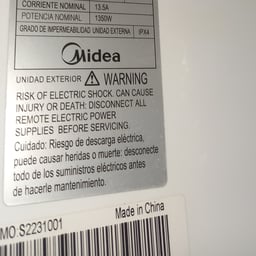 CORRIENTE NOMINAL 13.5A
POTENCIA NOMINAL 1350W
GRADO DE IMPERMEABILIDAD UNIDAD EXTERNA IPX4
Midea
UNIDAD EXTERIOR WARNING
RISK OF ELECTRIC SHOCK CAN CAUSE
INJURY OR DEATH: DISCONNECT ALL
REMOTE ELECTRIC POWER
SUPPLIES BEFORE SERVICING.
Cuidado: Riesgo de descarga eléctrica,
puede causar heridas o muerte: desconecte
todo de los suministros eléctricos antes
de hacerle mantenimiento.
Made in China
MO:S2231001